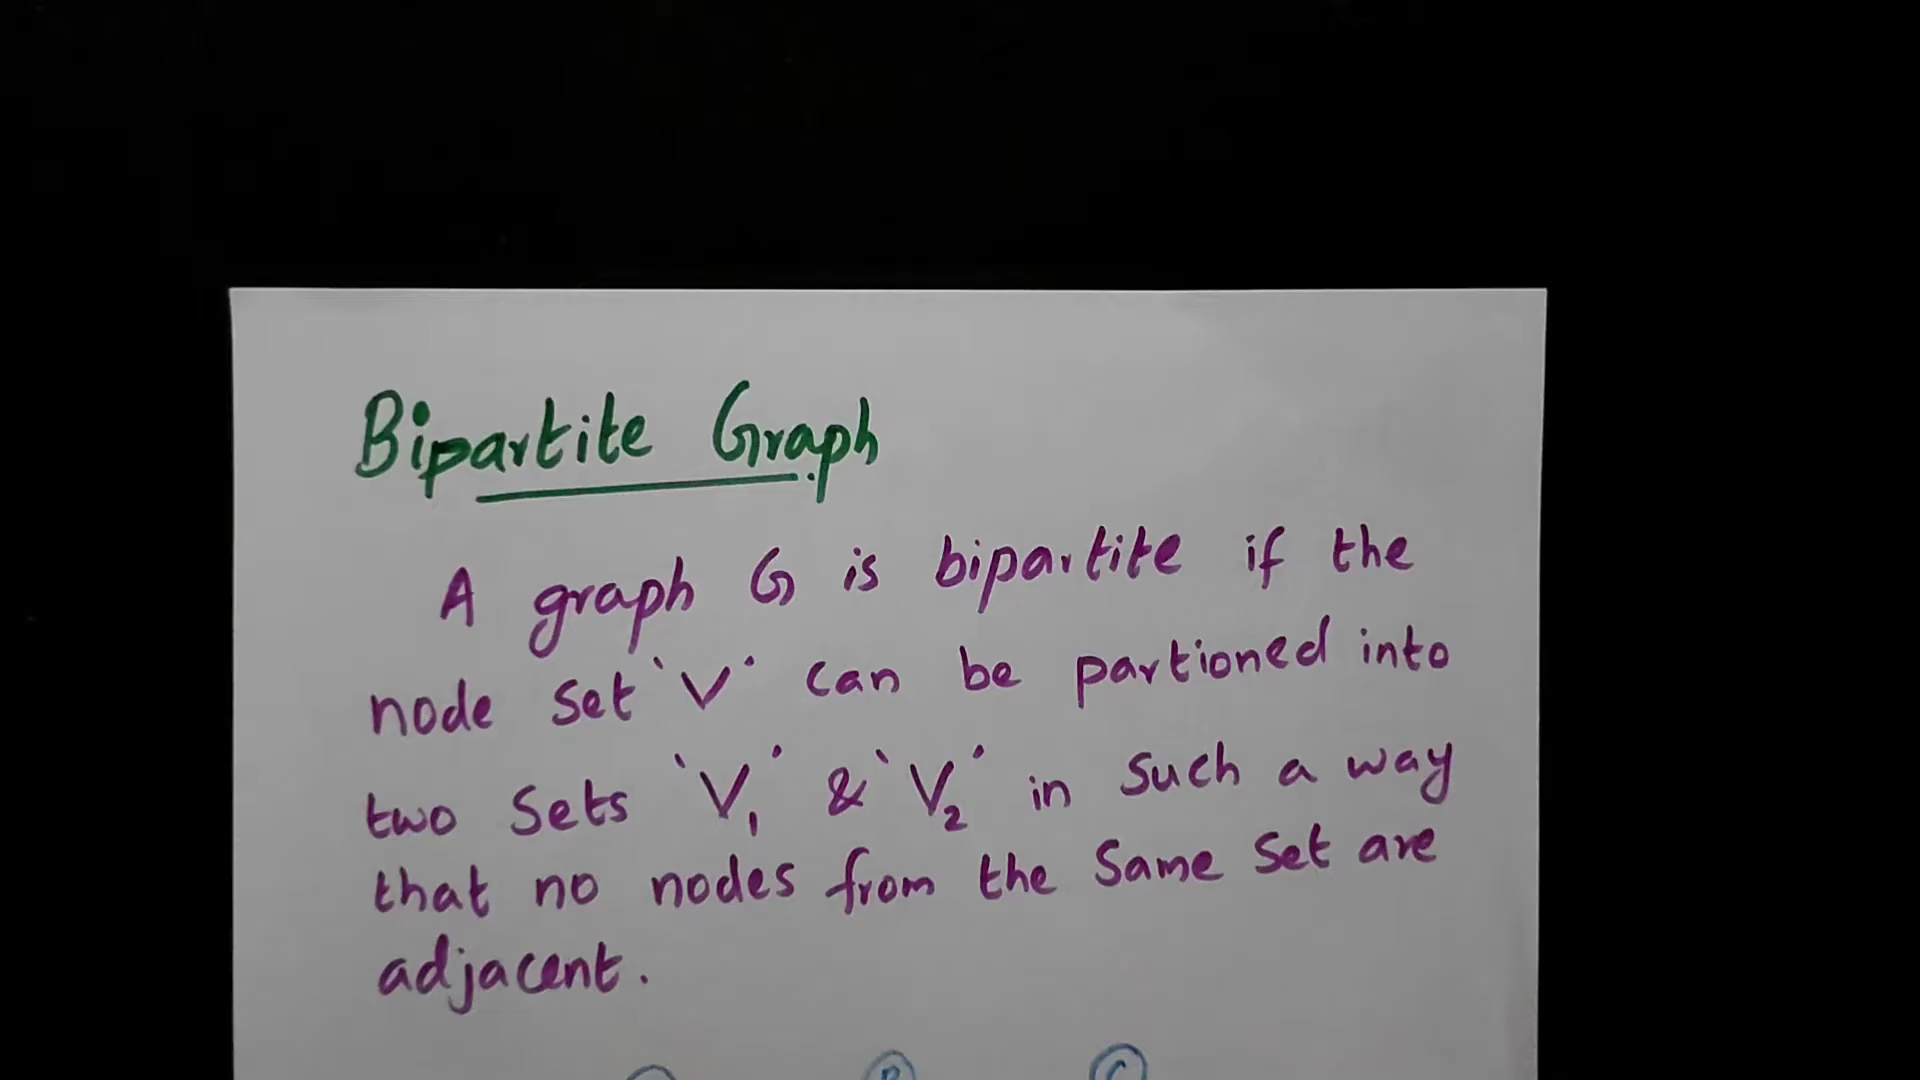 Bipartite Graph
A graph G is bipartite if the
node set 'V' can be partioned into
two sets 'V₁' & 'V₂' in such a way
that no nodes from the same set are
adjacent.
B C